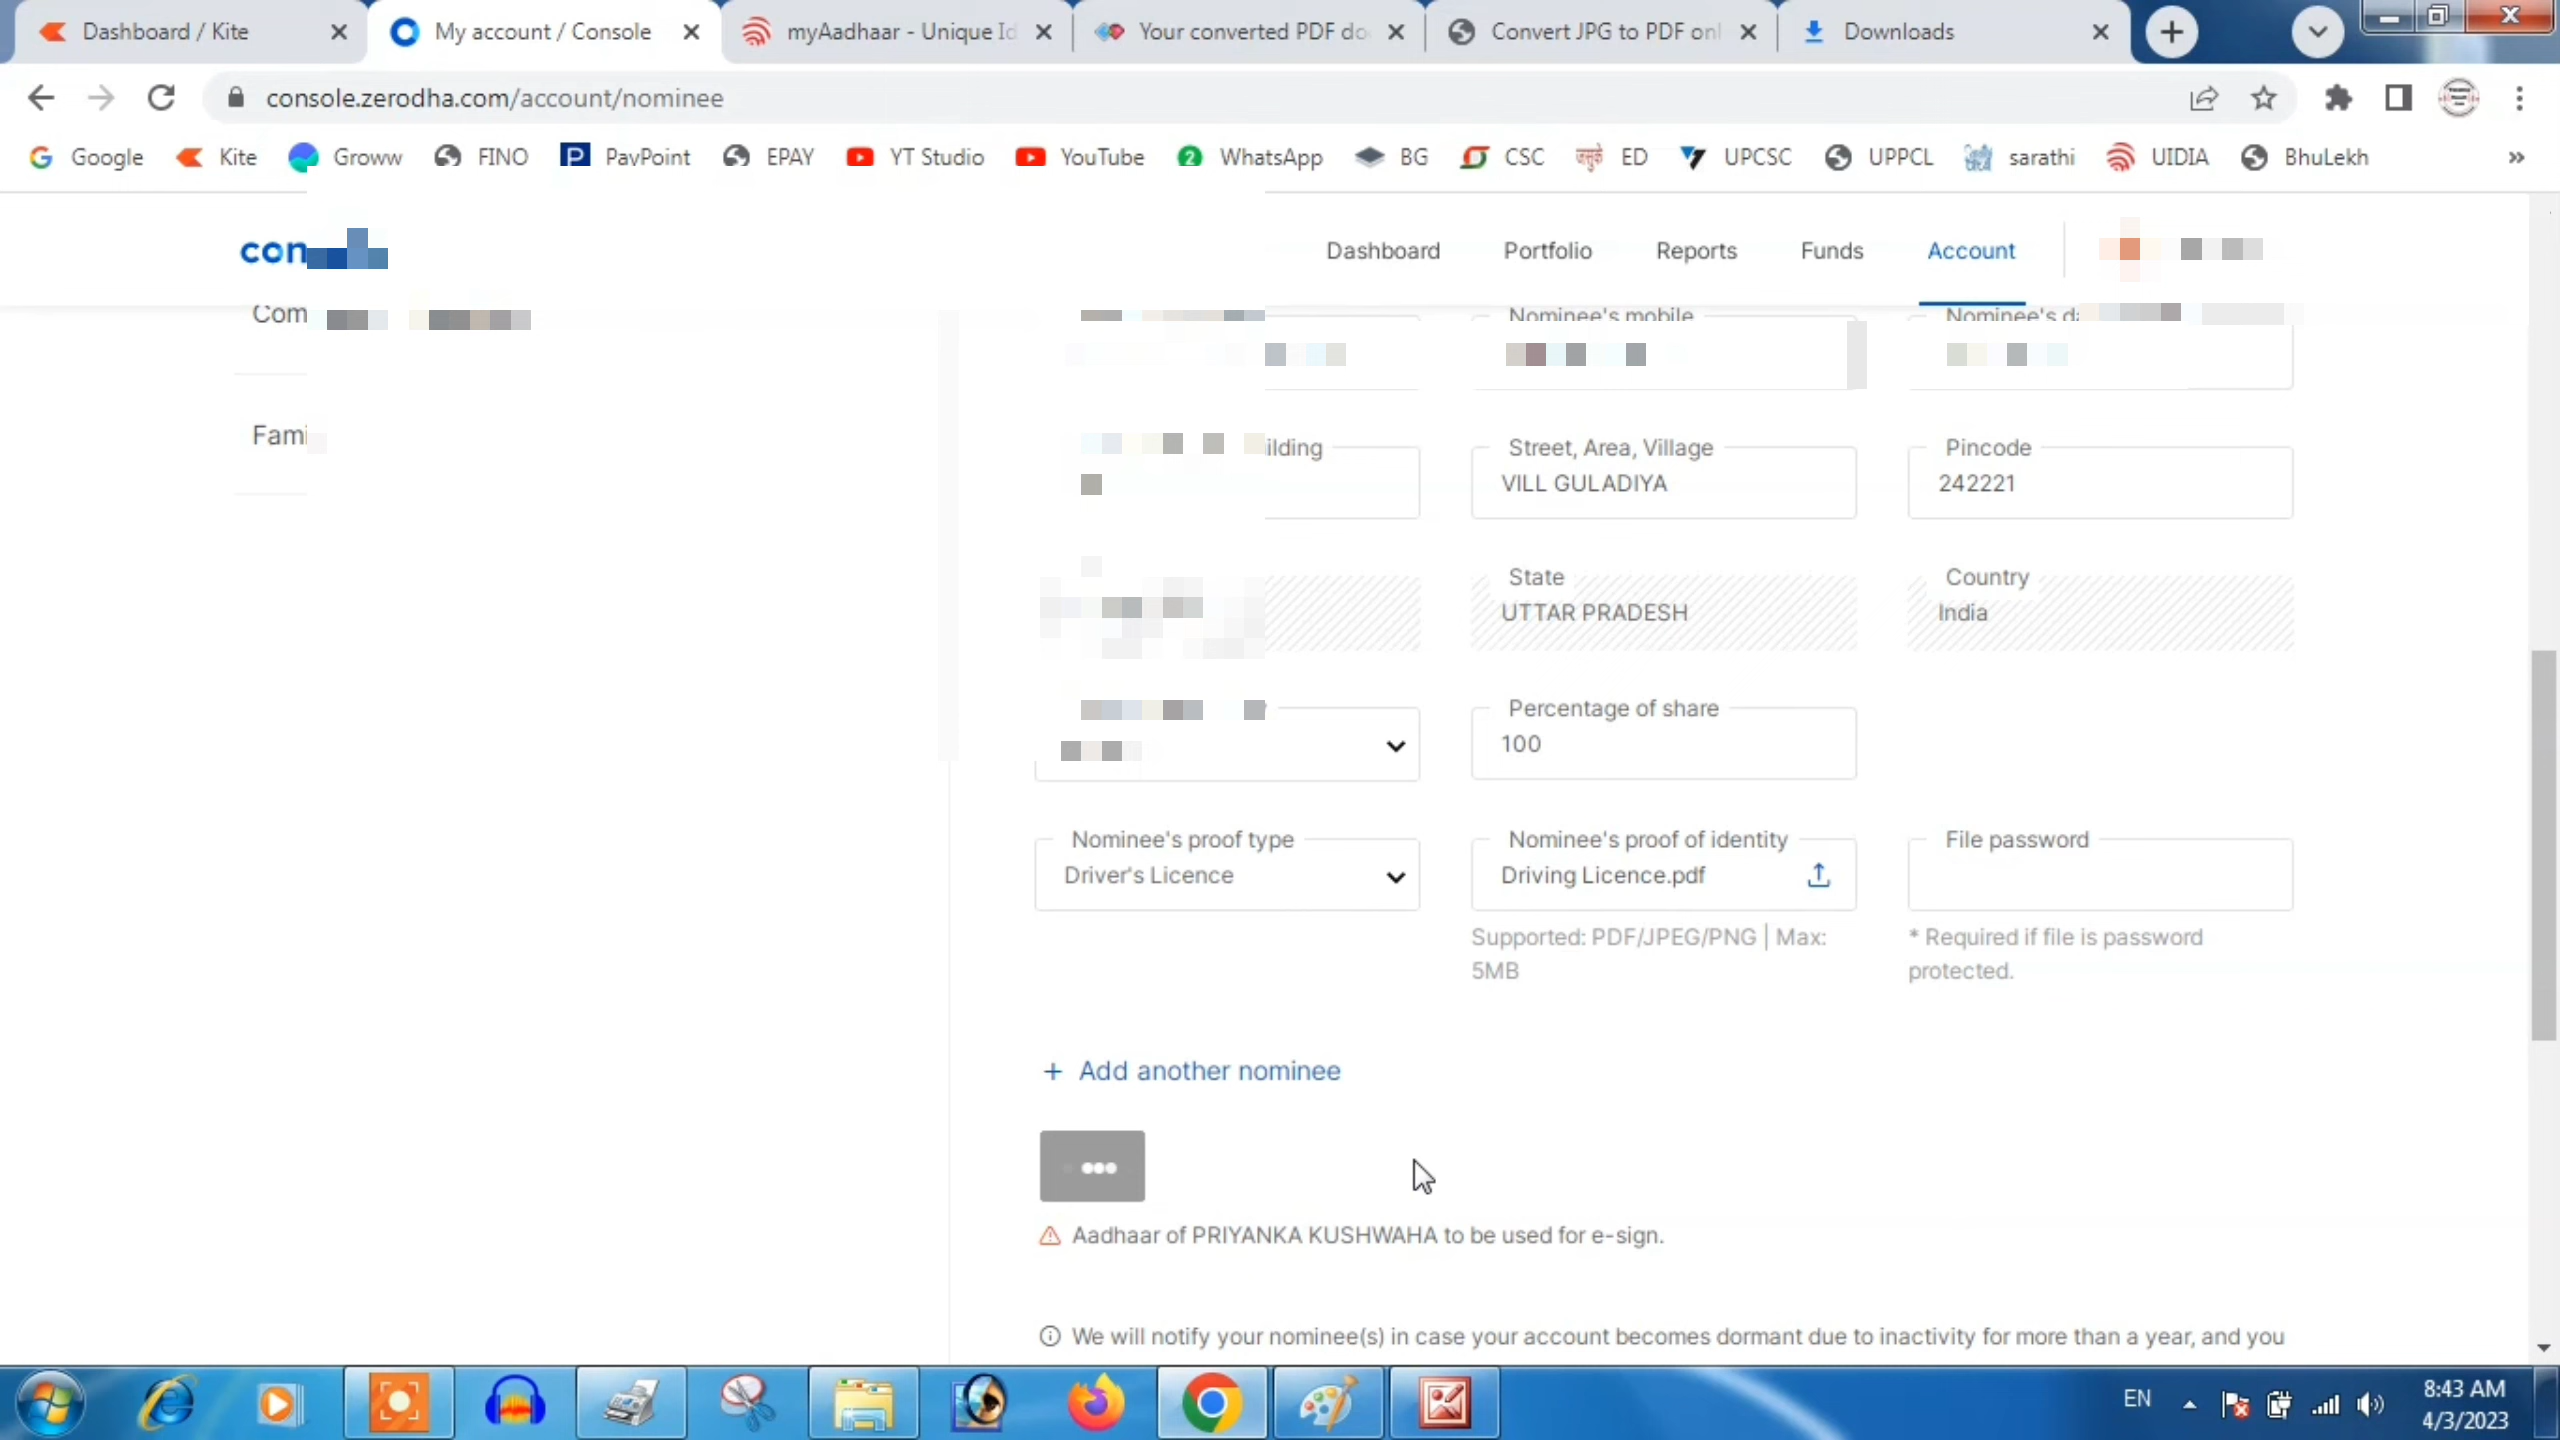 Dashboard / Kite
My account / Console
myAadhaar - Unique Id
Your converted PDF do
Convert JPG to PDF onl
Downloads
console.zerodha.com/account/nominee
Google
Kite
Groww
FINO
PayPoint
EPAY
YT Studio
YouTube
WhatsApp
BG
CSC
ED
UPCSC
UPPCL
sarathi
UIDIA
BhuLekh
»
con
Dashboard
Portfolio
Reports
Funds
Account
Com
Nominee's mobile
Nominee's da
Fami
ilding
Street, Area, Village
VILL GULADIYA
Pincode
242221
State
UTTAR PRADESH
Country
India
Percentage of share
100
Nominee's proof type
Driver's Licence
Nominee's proof of identity
Driving Licence.pdf
File password
Supported: PDF/JPEG/PNG | Max:
5MB
* Required if file is password
protected.
+ Add another nominee
Aadhaar of PRIYANKA KUSHWAHA to be used for e-sign.
We will notify your nominee(s) in case your account becomes dormant due to inactivity for more than a year, and you
EN
8:43 AM
4/3/2023